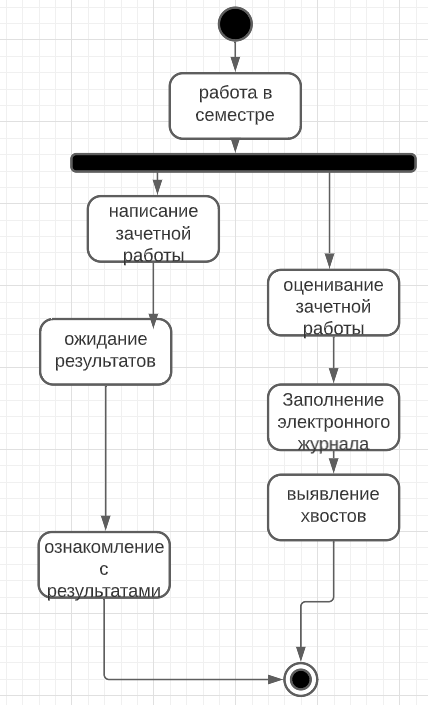 работа в
семестре
написание
зачетной
работы
оценивание
зачетной
работы
ожидание
результатов
Заполнение
электронного
журнала
выявление
хвостов
ознакомление
с
результатами